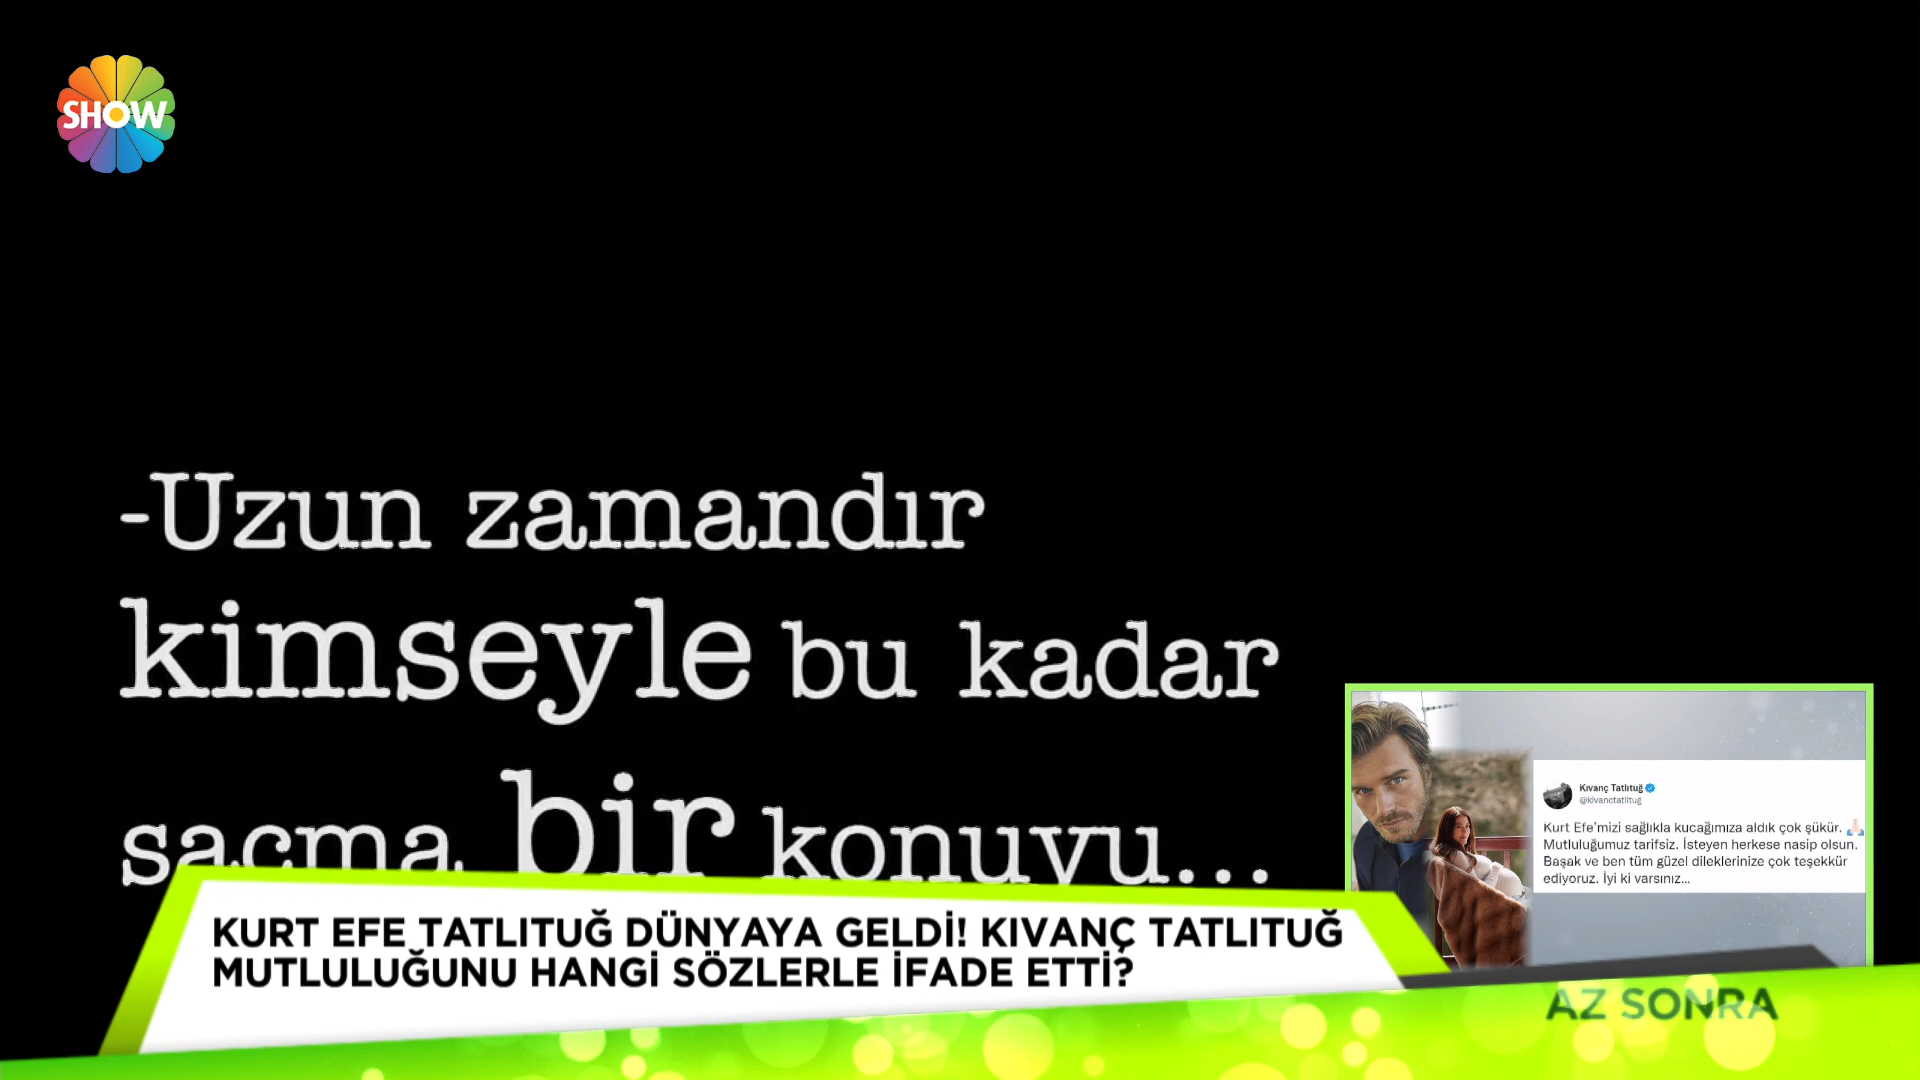 SHOW
-Uzun zamandır
kimseyle bu kadar
saçma bir konuyu...
Kıvanç Tatlıtuğ
@kivanctatlitug
Kurt Efe'mizi sağlıkla kucağımıza aldık çok şükür. 🙏🏻
Mutluluğumuz tarifsiz. İsteyen herkese nasip olsun.
Başak ve ben tüm güzel dileklerinize çok teşekkür
ediyoruz. İyi ki varsınız...
KURT EFE TATLITUĞ DÜNYAYA GELDİ! KIVANÇ TATLITUĞ
MUTLULUĞUNU HANGİ SÖZLERLE İFADE ETTİ?
AZ SONRA